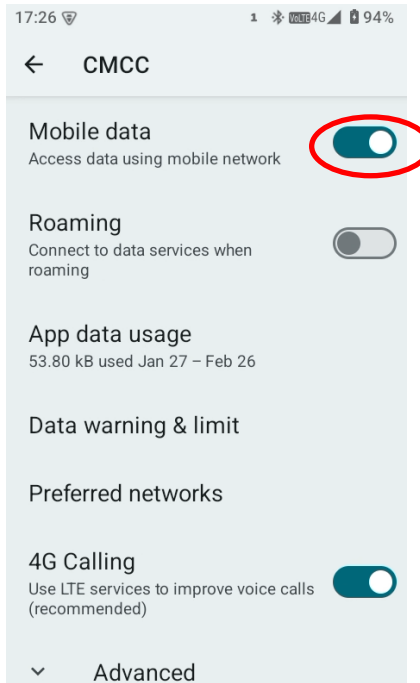 17:26 1 VoLTE 4G 94%
CMCC
Mobile data
Access data using mobile network
Roaming
Connect to data services when
roaming
App data usage
53.80 kB used Jan 27 – Feb 26
Data warning & limit
Preferred networks
4G Calling
Use LTE services to improve voice calls
(recommended)
Advanced